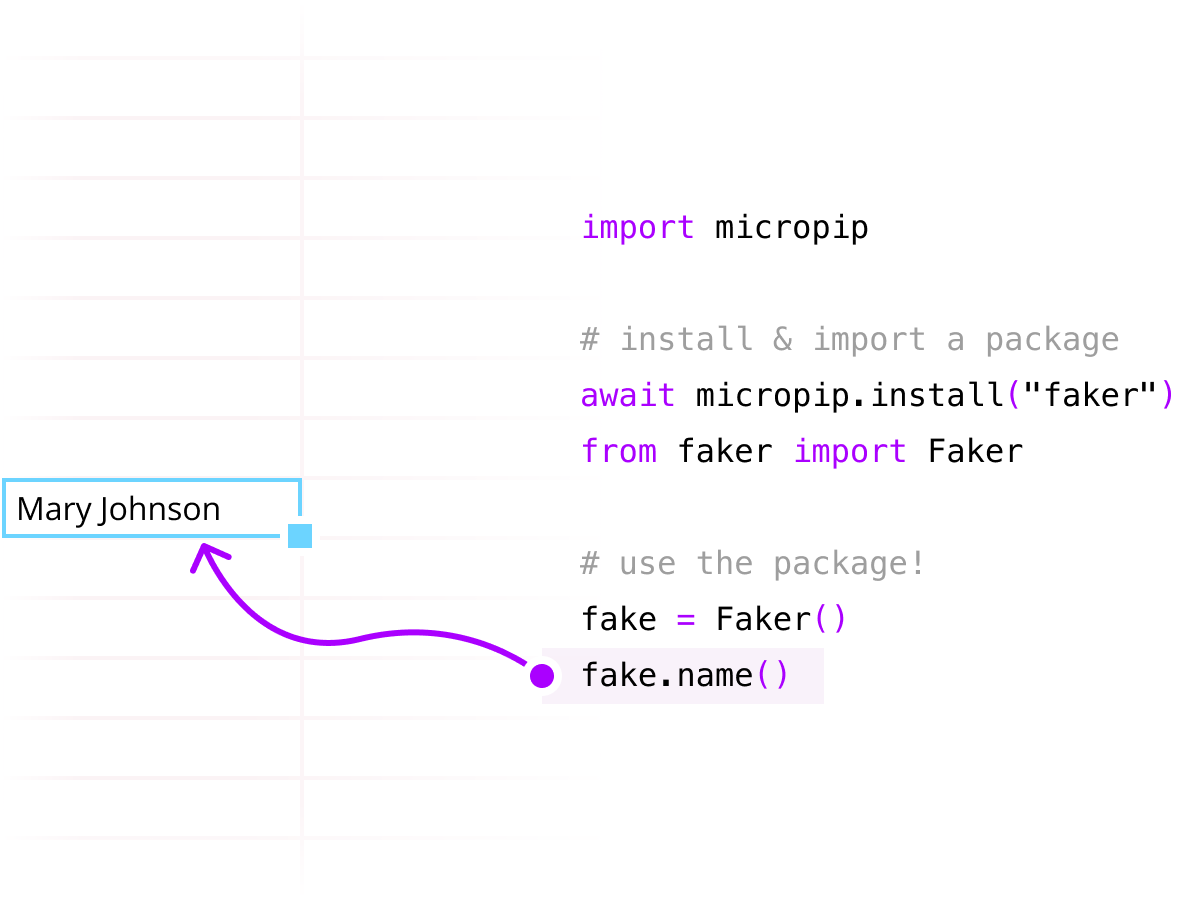 import micropip
# install & import a package
await micropip.install("faker")
from faker import Faker
Mary Johnson
# use the package!
fake = Faker()
fake.name()